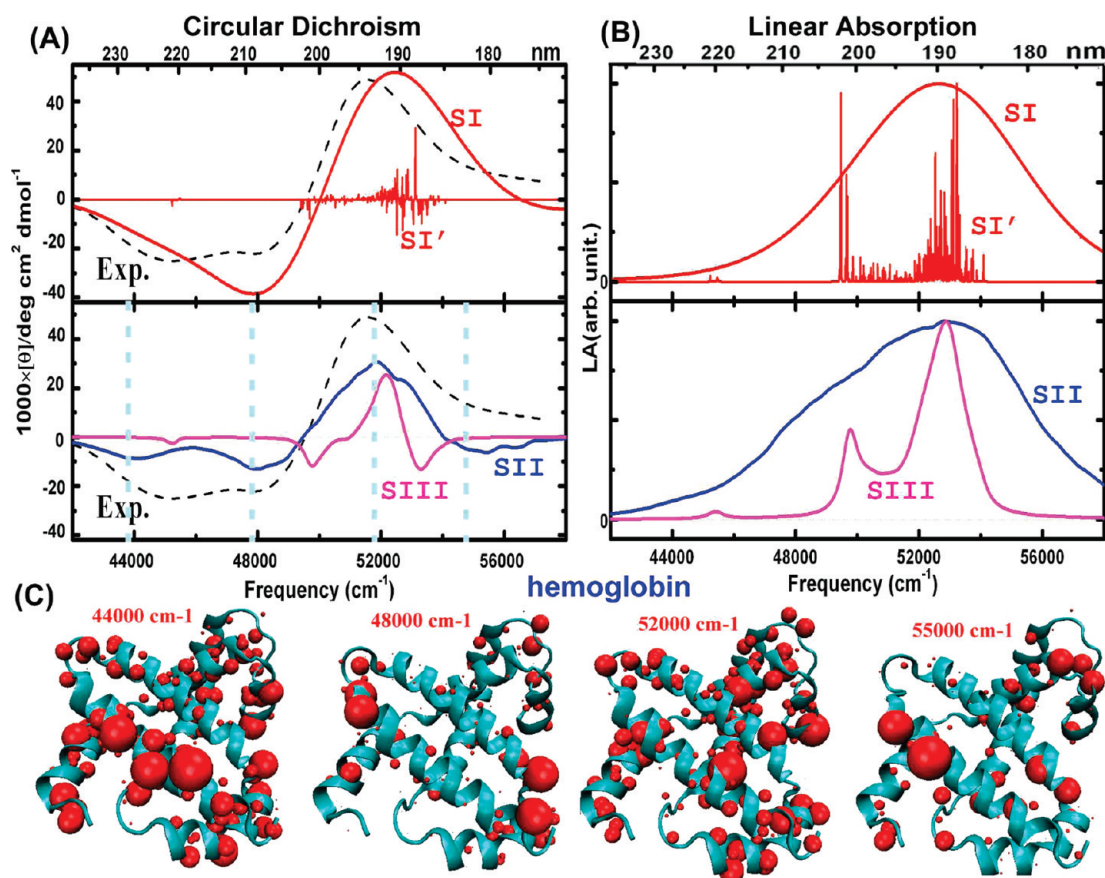 (A) Circular Dichroism
230 220 210 200 190 180 nm
40
20
0
-20
-40
SI
SI′
Exp.
1000×[θ]/deg cm² dmol⁻¹
40
20
0
-20
-40
SII
SIII
Exp.
44000 48000 52000 56000
Frequency (cm⁻¹)
(B) Linear Absorption
230 220 210 200 190 180 nm
SI
SI′
0
LA(arb. unit.)
SII
SIII
0
44000 48000 52000 56000
Frequency (cm⁻¹)
(C) hemoglobin
44000 cm-1 48000 cm-1 52000 cm-1 55000 cm-1